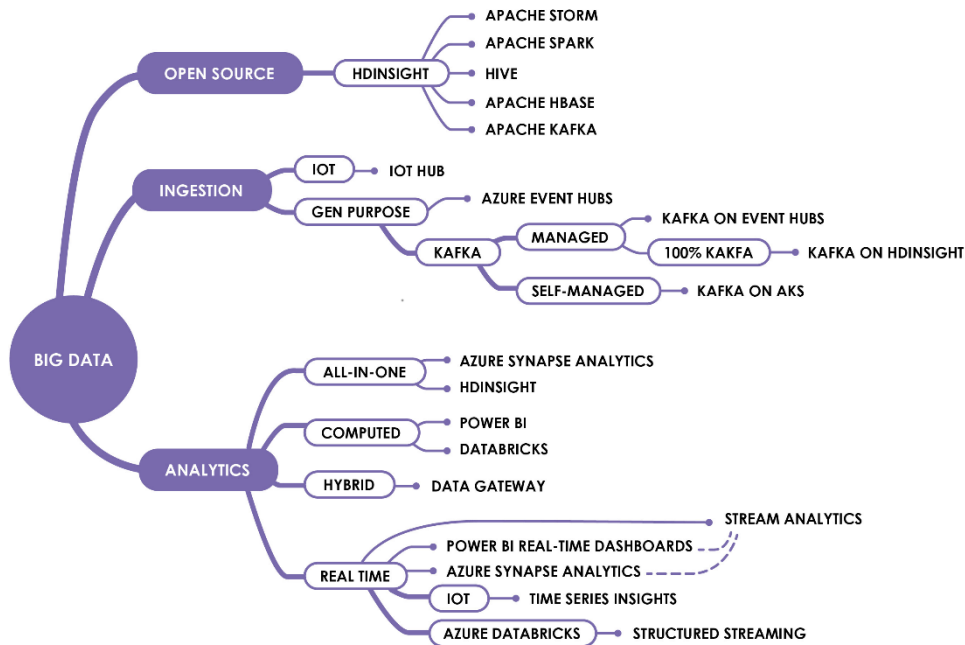 APACHE STORM
APACHE SPARK
OPEN SOURCE
HDINSIGHT
HIVE
APACHE HBASE
APACHE KAFKA
INGESTION
IOT
IOT HUB
GEN PURPOSE
AZURE EVENT HUBS
KAFKA
MANAGED
KAFKA ON EVENT HUBS
100% KAKFA
KAFKA ON HDINSIGHT
SELF-MANAGED
KAFKA ON AKS
BIG DATA
ANALYTICS
ALL-IN-ONE
AZURE SYNAPSE ANALYTICS
HDINSIGHT
COMPUTED
POWER BI
DATABRICKS
HYBRID
DATA GATEWAY
REAL TIME
STREAM ANALYTICS
POWER BI REAL-TIME DASHBOARDS
AZURE SYNAPSE ANALYTICS
IOT
TIME SERIES INSIGHTS
AZURE DATABRICKS
STRUCTURED STREAMING